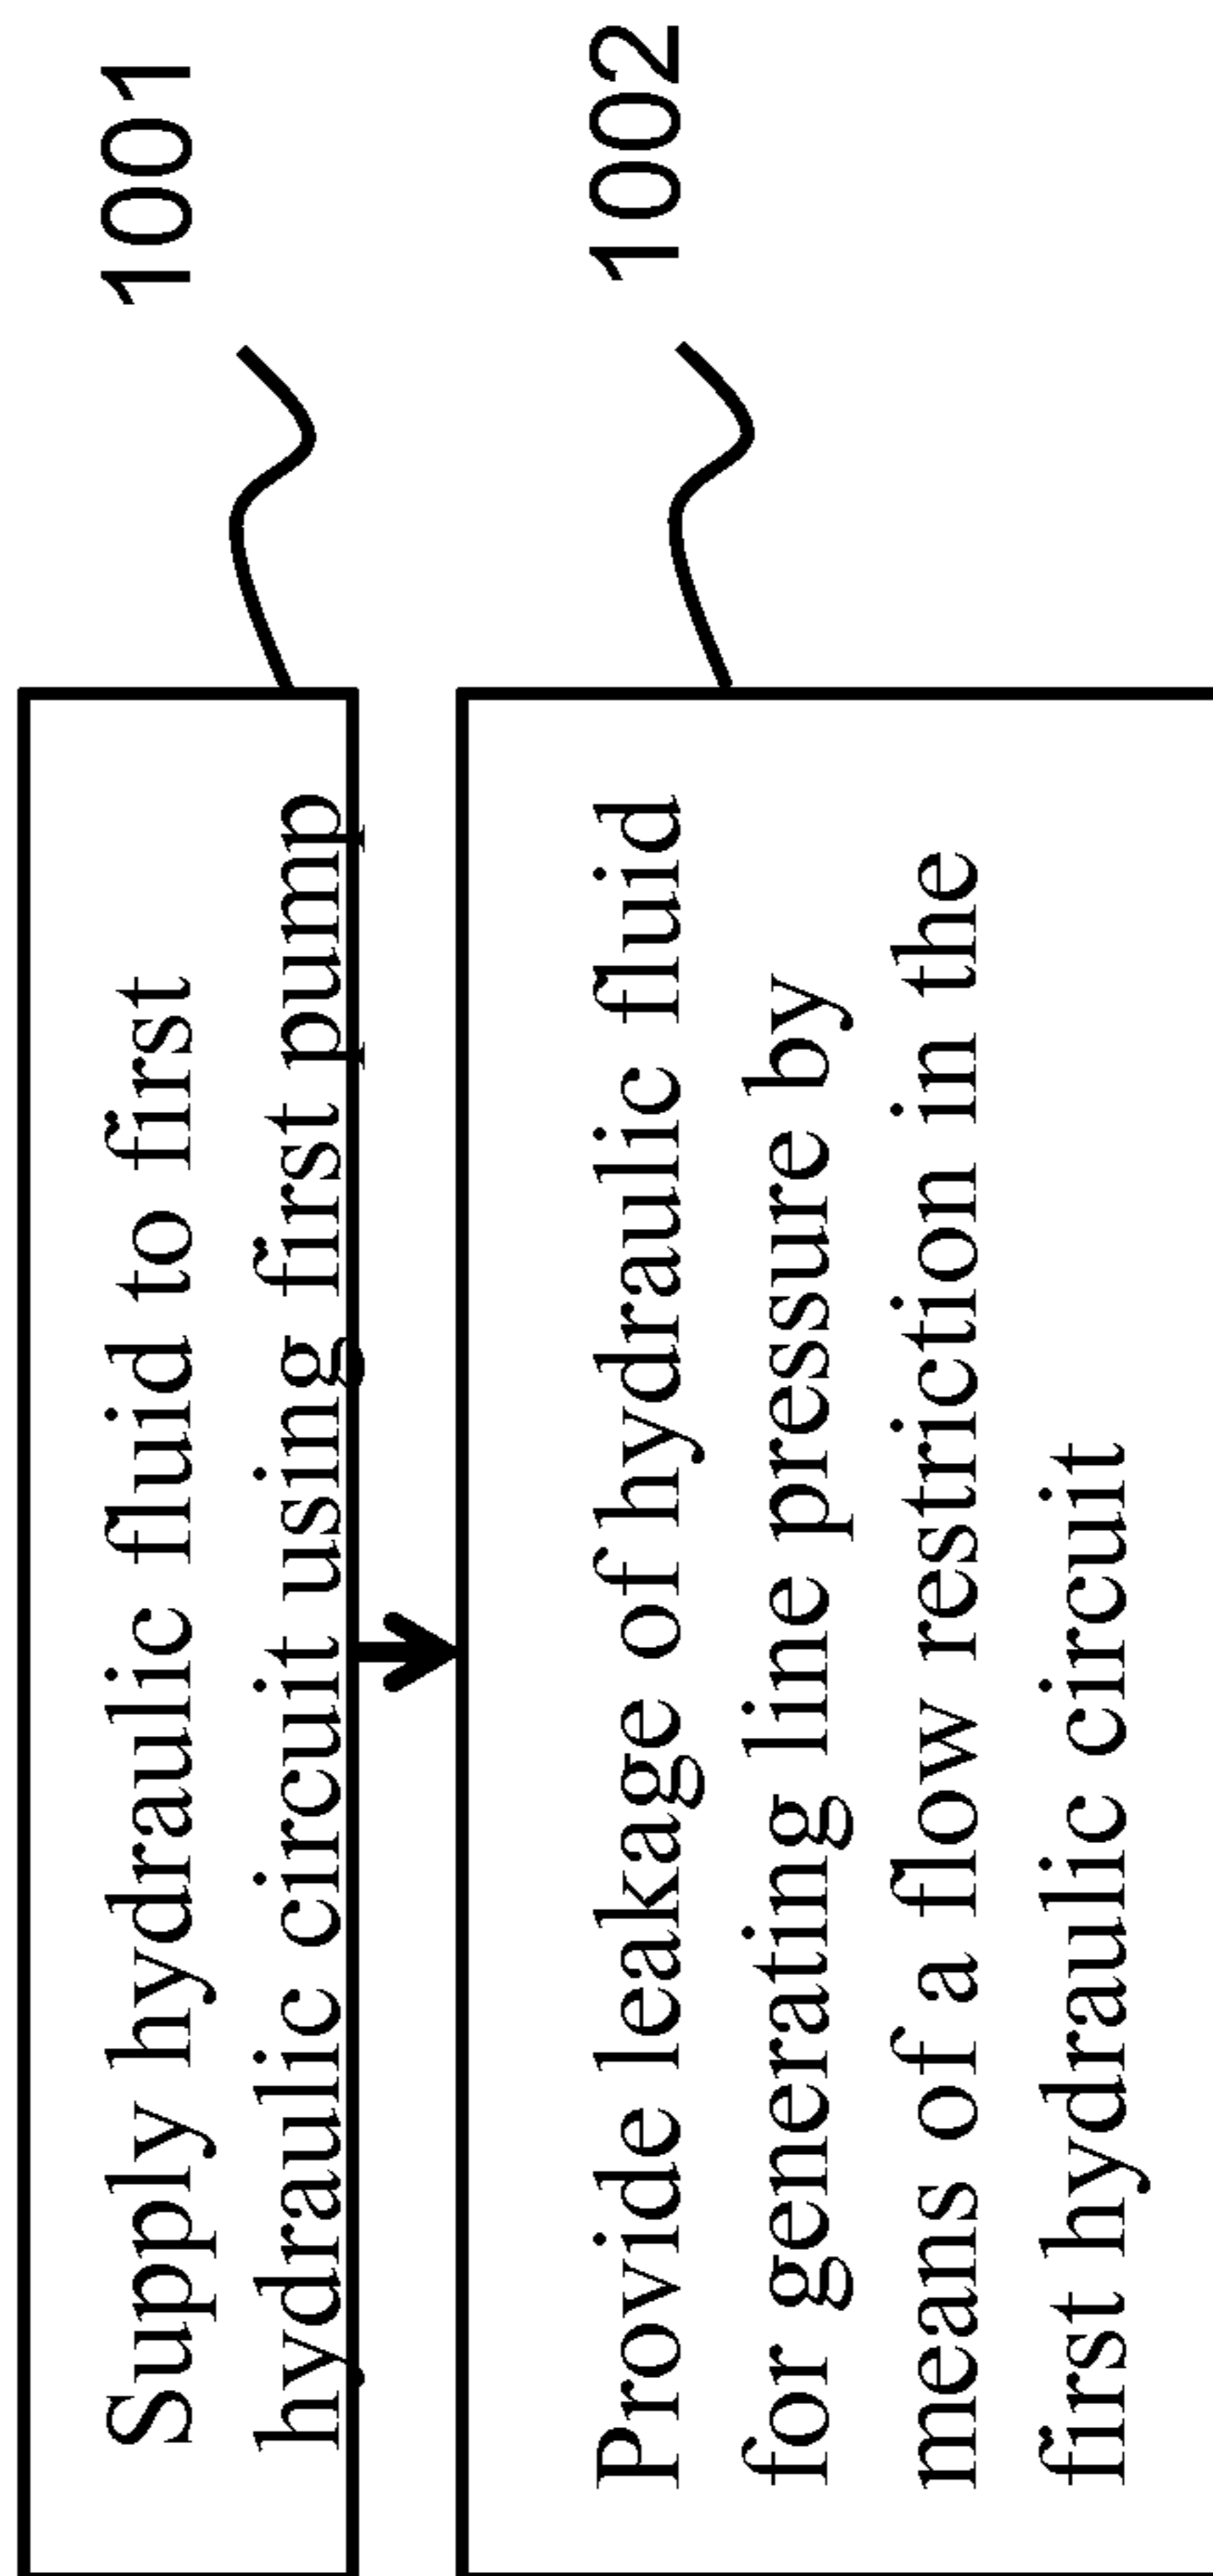 Supply hydraulic fluid to first
hydraulic circuit using first pump
1001
Provide leakage of hydraulic fluid
for generating line pressure by
means of a flow restriction in the
first hydraulic circuit
1002